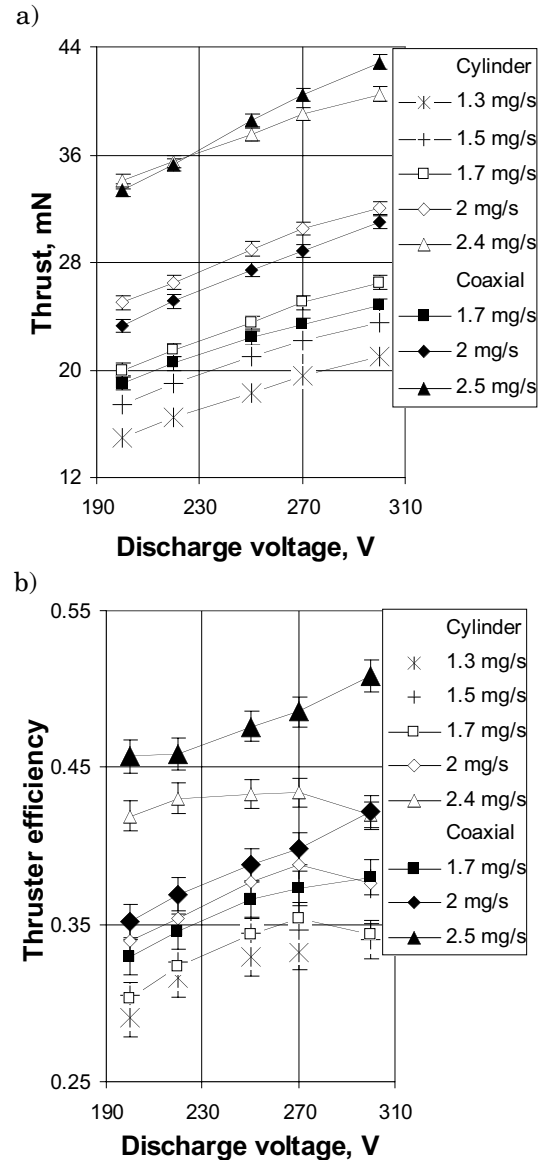 a)
Thrust, mN
44
36
28
20
12
190
230
270
310
Discharge voltage, V
Cylinder
1.3 mg/s
1.5 mg/s
1.7 mg/s
2 mg/s
2.4 mg/s
Coaxial
1.7 mg/s
2 mg/s
2.5 mg/s
b)
Thruster efficiency
0.55
0.45
0.35
0.25
190
230
270
310
Discharge voltage, V
Cylinder
1.3 mg/s
1.5 mg/s
1.7 mg/s
2 mg/s
2.4 mg/s
Coaxial
1.7 mg/s
2 mg/s
2.5 mg/s